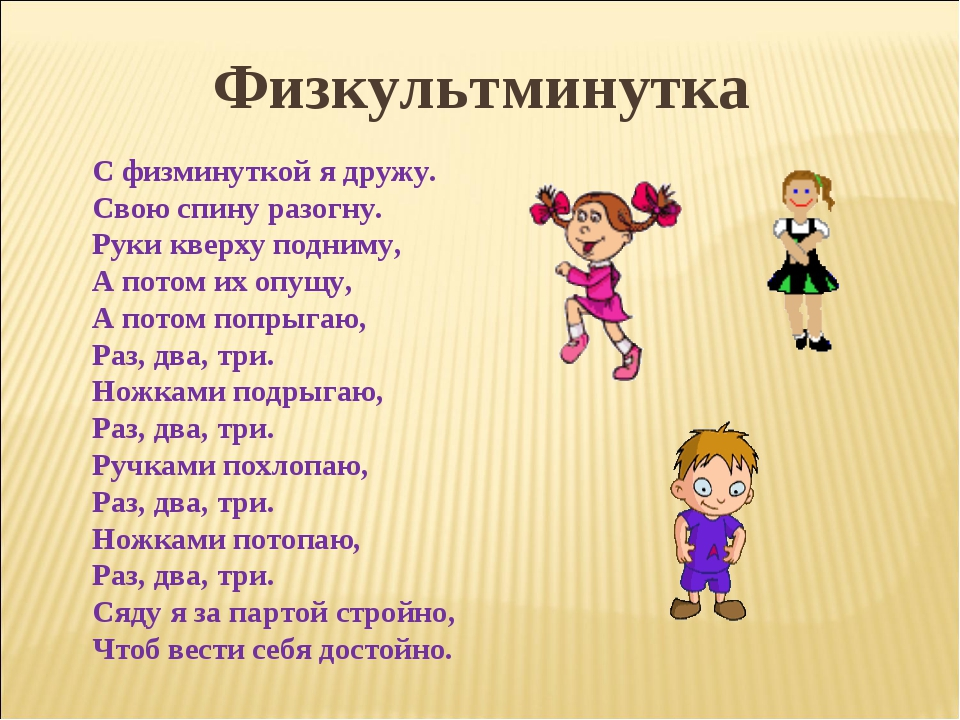 Физкультминутка
С физминуткой я дружу.
Свою спину разогну.
Руки кверху подниму,
А потом их опущу,
А потом попрыгаю,
Раз, два, три.
Ножками подрыгаю,
Раз, два, три.
Ручками похлопаю,
Раз, два, три.
Ножками потопаю,
Раз, два, три.
Сяду я за партой стройно,
Чтоб вести себя достойно.
A